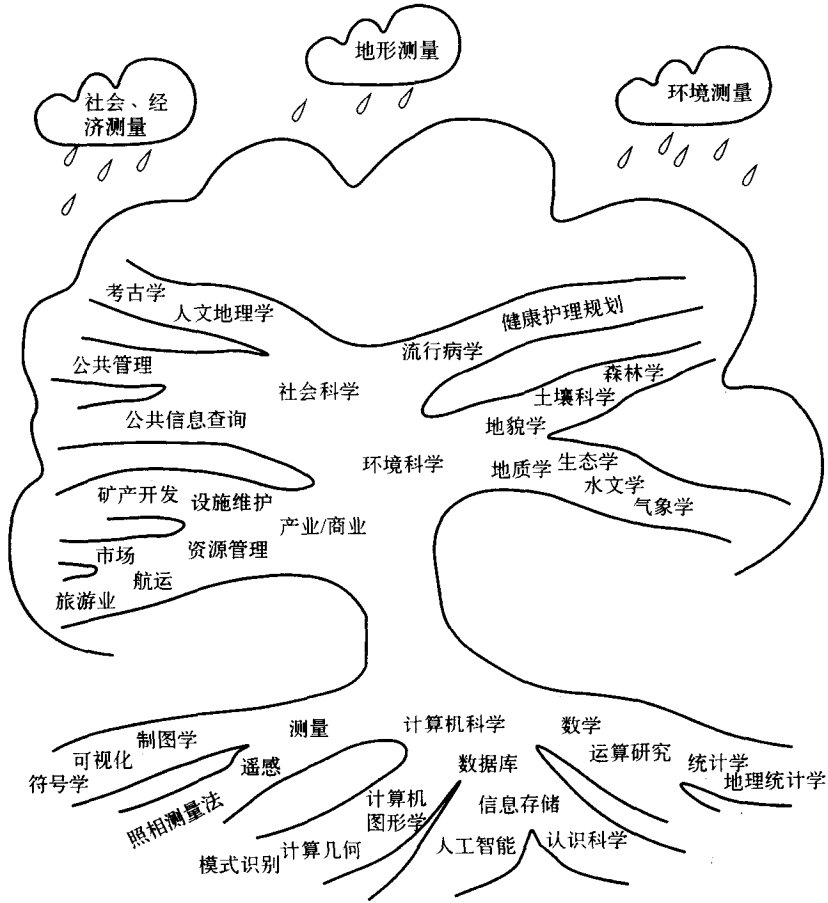 地形测量
社会、经
济测量
环境测量
考古学
人文地理学
健康护理规划
流行病学
公共管理
社会科学
森林学
土壤科学
公共信息查询
地貌学
环境科学
地质学
生态学
水文学
气象学
矿产开发
设施维护
产业/商业
资源管理
市场
航运
旅游业
测量
计算机科学
数学
制图学
可视化
符号学
遥感
数据库
运算研究
统计学
地理统计学
照相测量法
计算机
图形学
信息存储
模式识别
计算几何
人工智能
认识科学